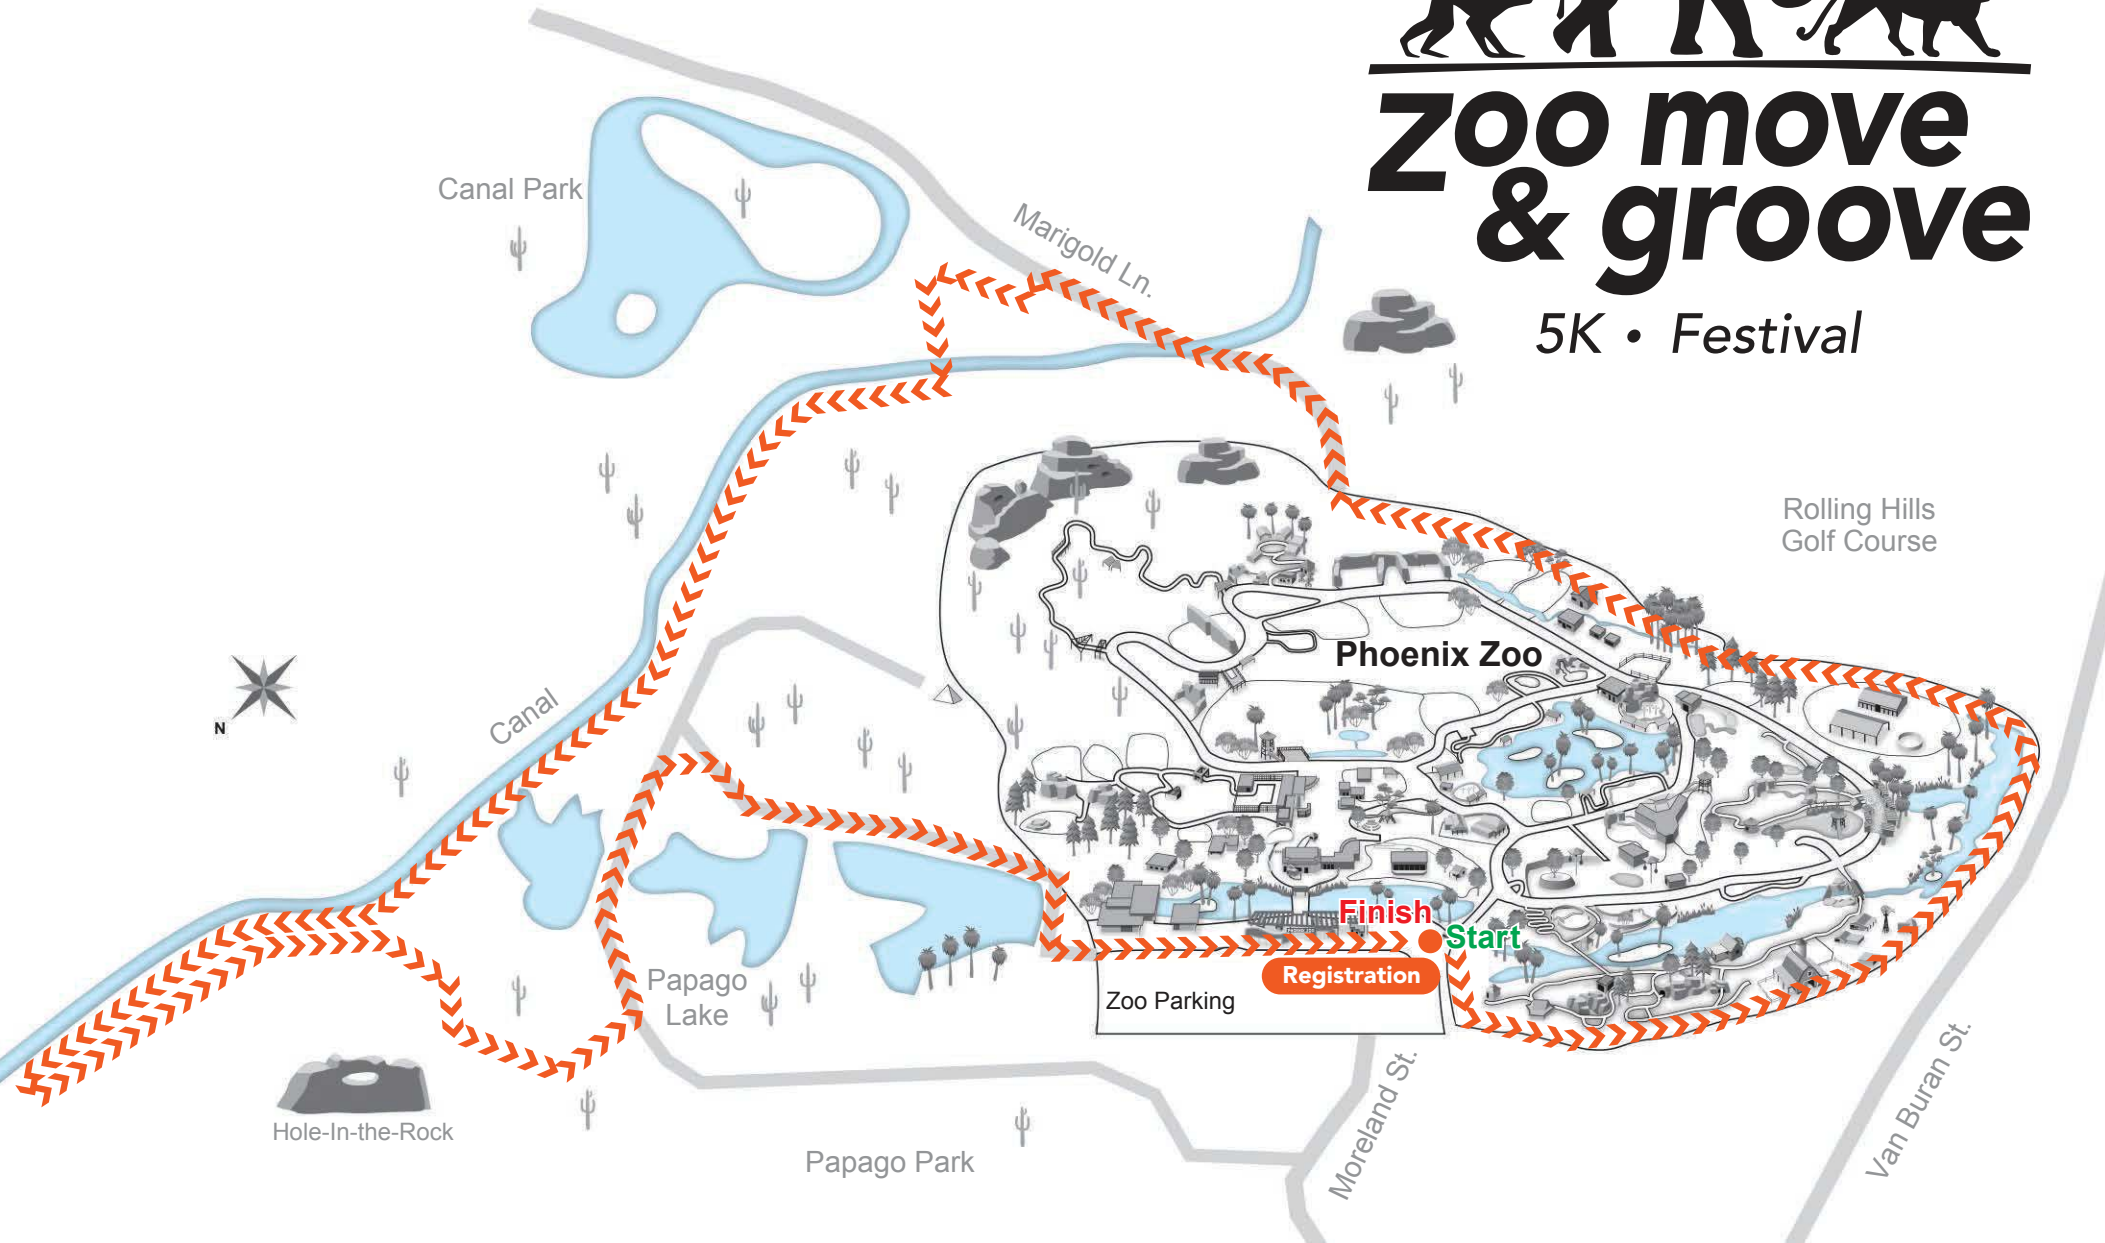 zoo move
& groove
5K • Festival
Canal Park
Marigold Ln.
Rolling Hills
Golf Course
Phoenix Zoo
N
Canal
Finish
Start
Registration
Papago
Lake
Zoo Parking
Hole-In-the-Rock
Papago Park
Moreland St.
Van Buran St.